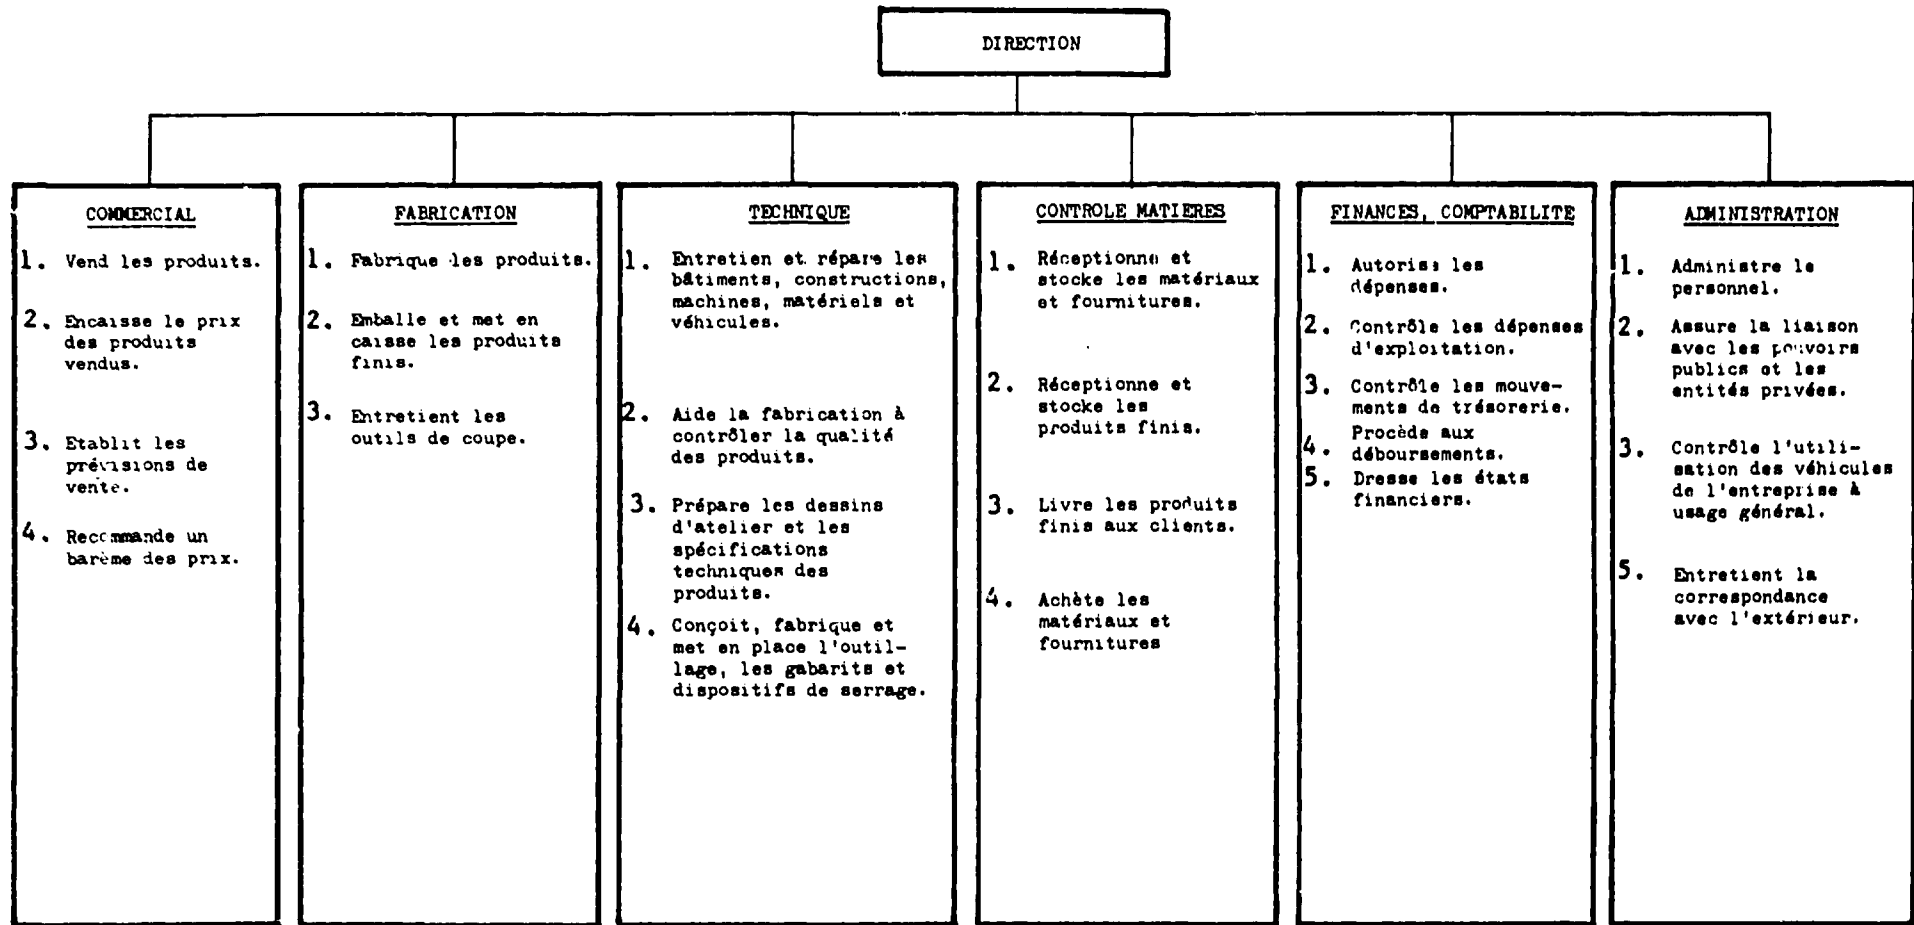 DIRECTION
COMMERCIAL
1. Vend les produits.
2. Encaisse le prix
des produits
vendus.
3. Etablit les
prévisions de
vente.
4. Recommande un
barème des prix.
FABRICATION
1. Fabrique les produits.
2. Emballe et met en
caisse les produits
finis.
3. Entretient les
outils de coupe.
TECHNIQUE
1. Entretien et répare les
bâtiments, constructions,
machines, matériels et
véhicules.
2. Aide la fabrication à
contrôler la qualité
des produits.
3. Prépare les dessins
d'atelier et les
spécifications
techniques des
produits.
4. Conçoit, fabrique et
met en place l'outil-
lage, les gabarits et
dispositifs de serrage.
CONTROLE MATIERES
1. Réceptionne et
stocke les matériaux
et fournitures.
2. Réceptionne et
stocke les
produits finis.
3. Livre les produits
finis aux clients.
4. Achète les
matériaux et
fournitures
FINANCES, COMPTABILITE
1. Autorise les
dépenses.
2. Contrôle les dépenses
d'exploitation.
3. Contrôle les mouve-
ments de trésorerie.
4. Procède aux
déboursements.
5. Dresse les états
financiers.
ADMINISTRATION
1. Administre le
personnel.
2. Assure la liaison
avec les pouvoirs
publics et les
entités privées.
3. Contrôle l'utili-
sation des véhicules
de l'entreprise à
usage général.
5. Entretient la
correspondance
avec l'extérieur.